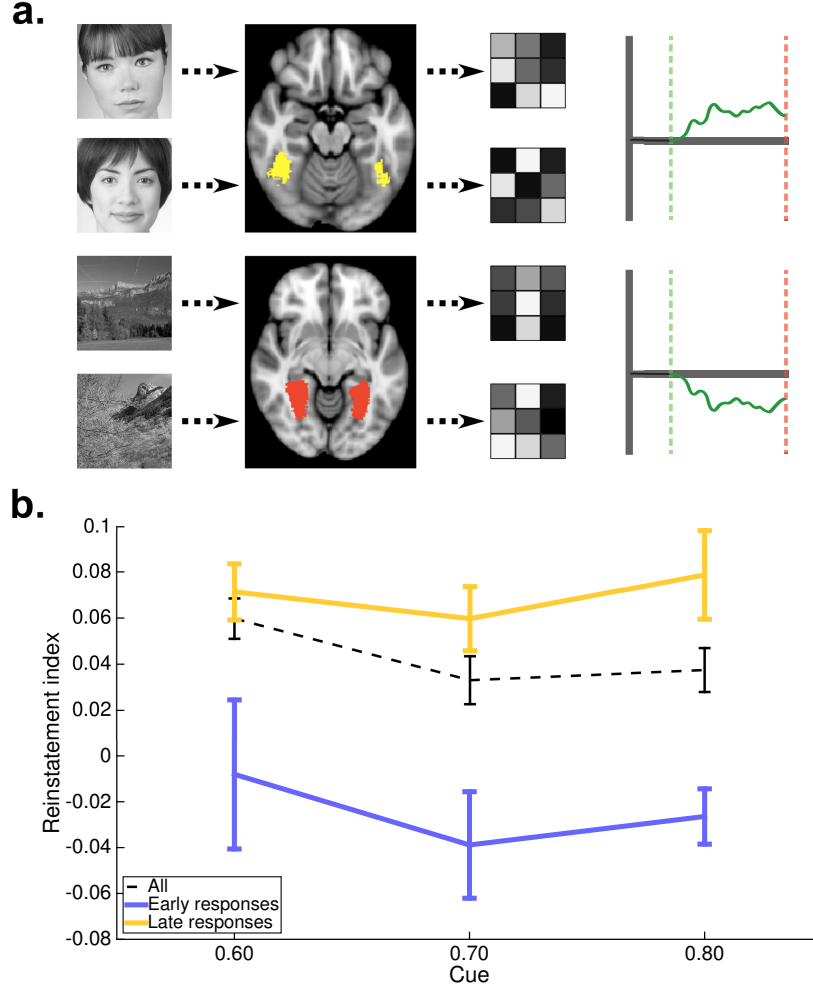 a.
b.
0.1
0.08
0.06
0.04
0.02
0
-0.02
-0.04
-0.06
-0.08
Reinstatement index
All
Early responses
Late responses
0.60
0.70
0.80
Cue